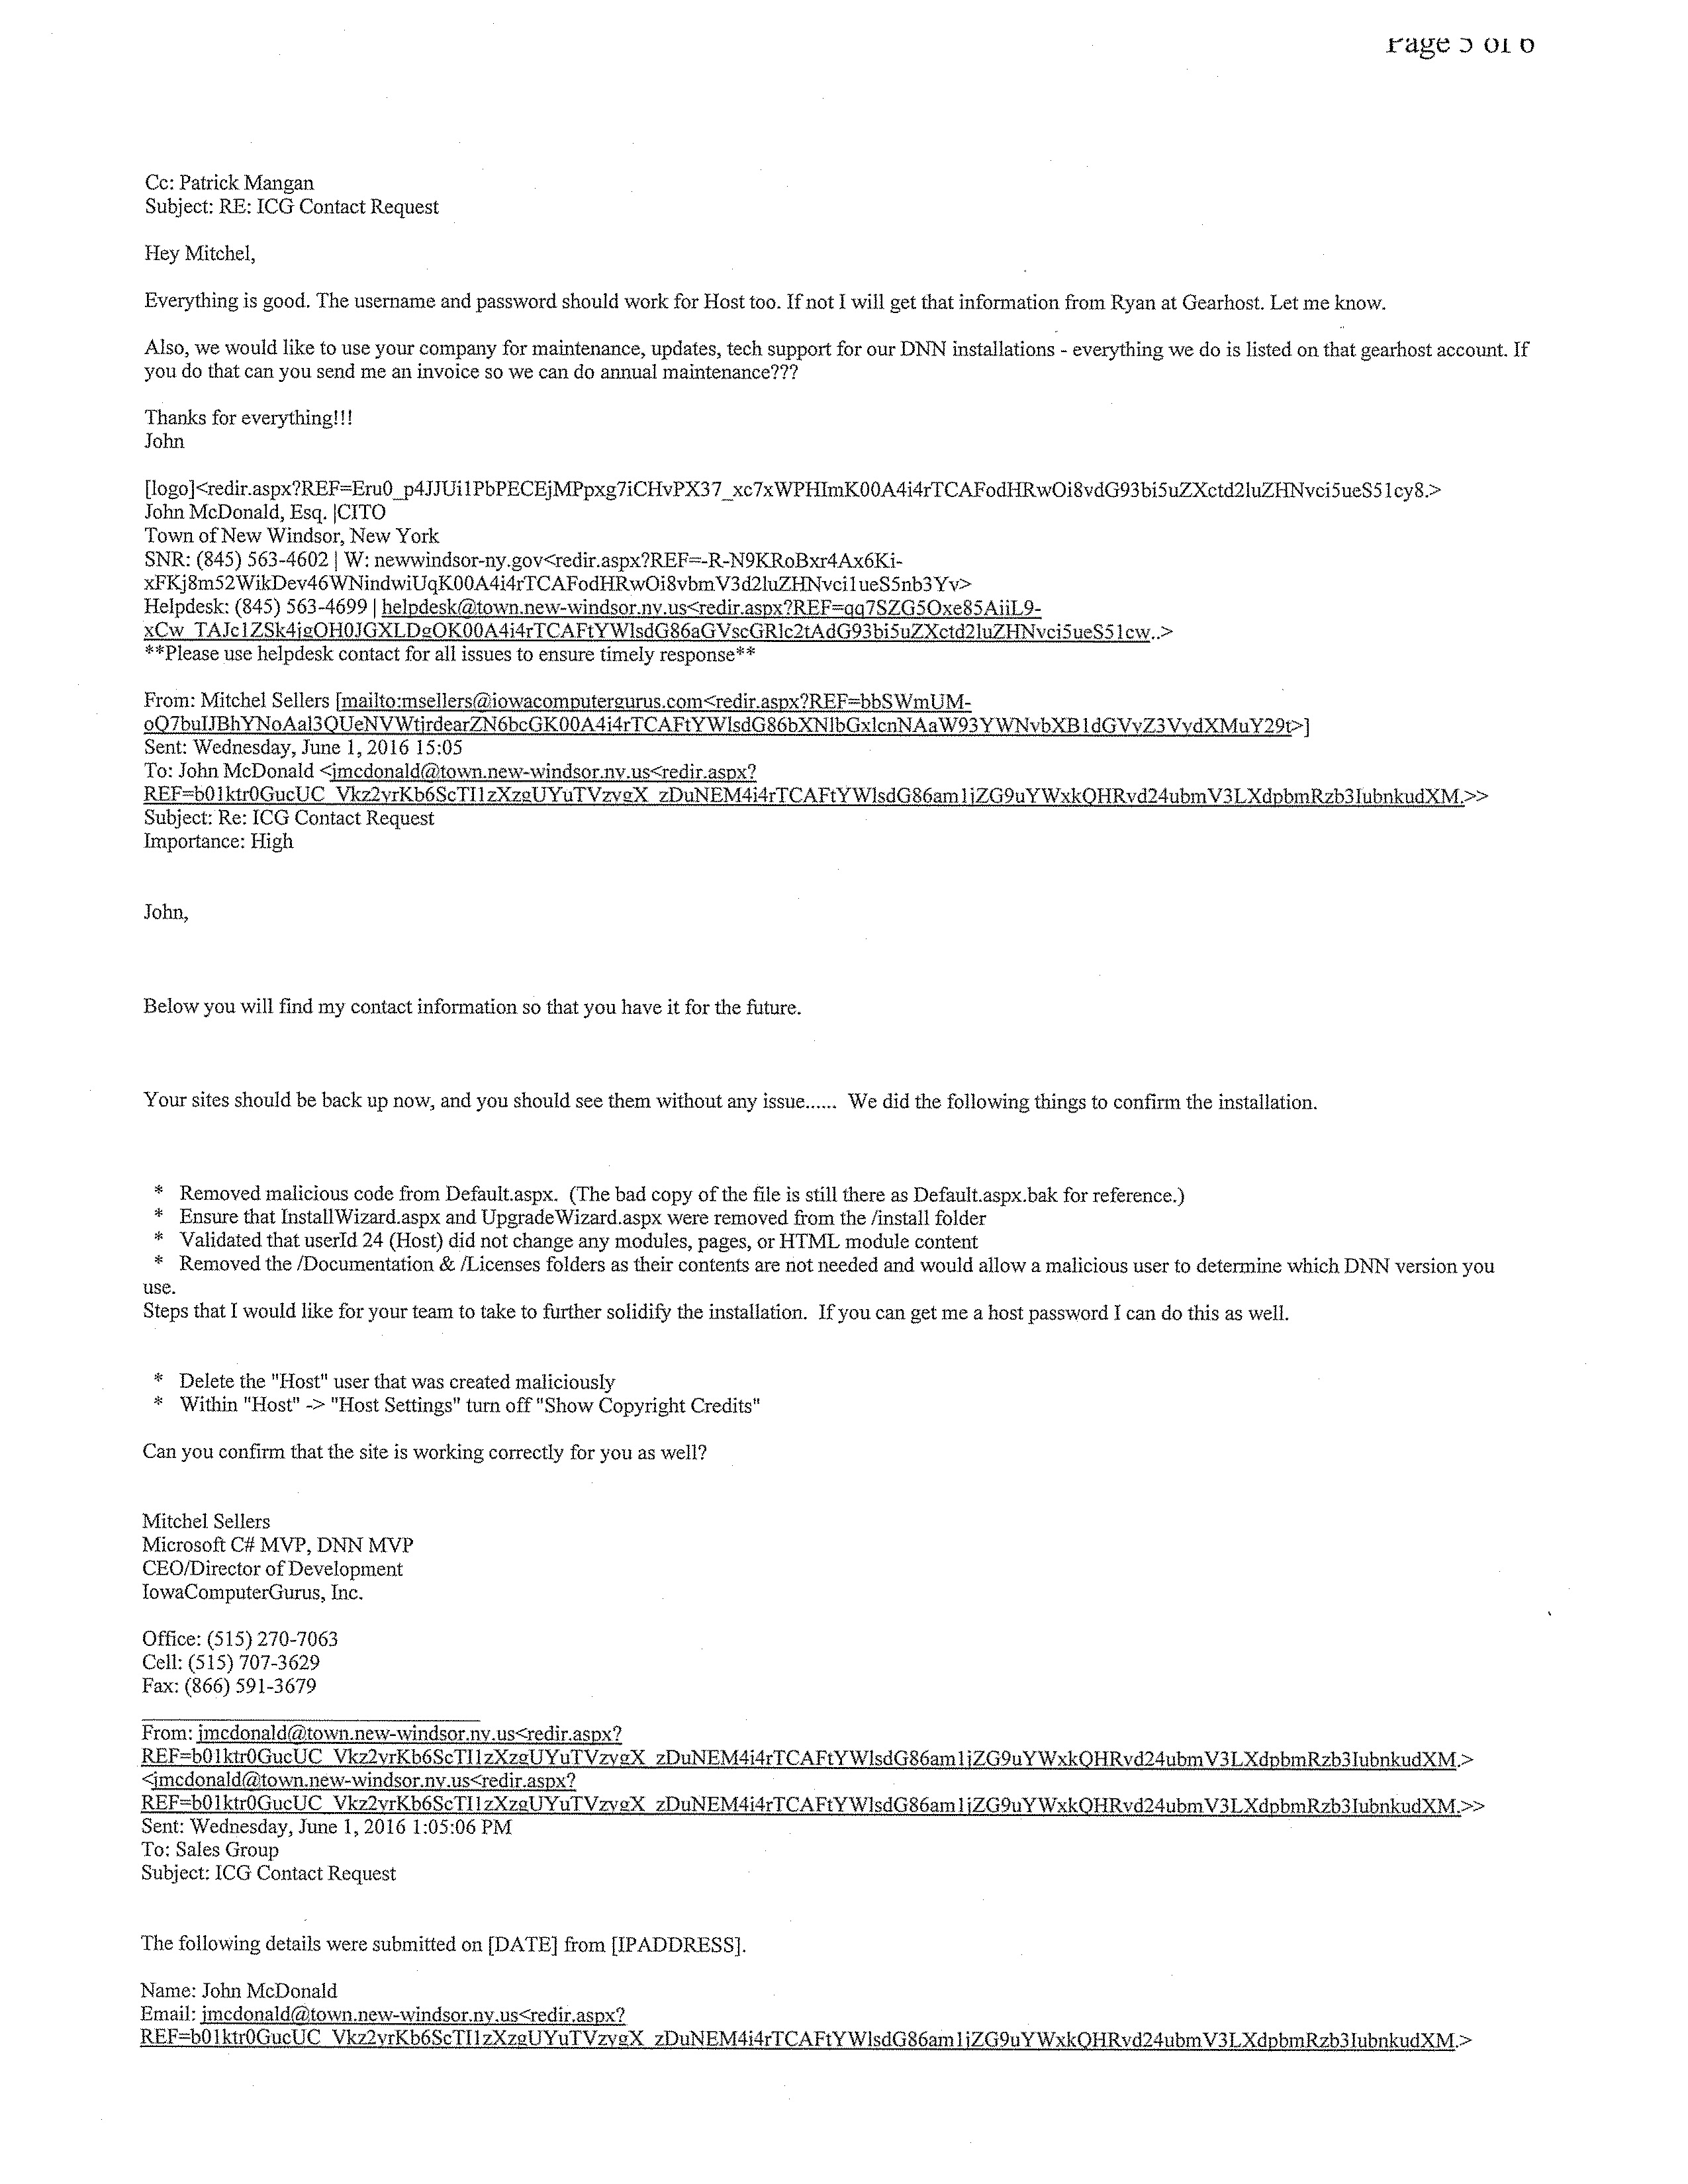 Page 5 of 6
Cc: Patrick Mangan
Subject: RE: ICG Contact Request
Hey Mitchel,
Everything is good. The username and password should work for Host too. If not I will get that information from Ryan at Gearhost. Let me know.
Also, we would like to use your company for maintenance, updates, tech support for our DNN installations - everything we do is listed on that gearhost account. If
you do that can you send me an invoice so we can do annual maintenance???
Thanks for everything!!!
John
[logo]<redir.aspx?REF=Eru0_p4JJUi1PbPECEjMPpxg7iCHvPX37_xc7xWPHImK00A4i4rTCAFodHRwOi8vdG93bi5uZXctd2luZHNvci5ueS51cy8.>
John McDonald, Esq. |CITO
Town of New Windsor, New York
SNR: (845) 563-4602 | W: newwindsor-ny.gov<redir.aspx?REF=-R-N9KRoBxr4Ax6Ki-
xFKj8m52WikDev46WNindwiUqK00A4i4rTCAFodHRwOi8vbmV3d2luZHNvci1ueS5nb3Yv>
Helpdesk: (845) 563-4699 | helpdesk@town.new-windsor.ny.us<redir.aspx?REF=qq7SZG5Oxe85AiiL9-
xCw_TAJc1ZSk4jgOH0JGXLDgOK00A4i4rTCAFtYWlsdG86aGVscGRlc2tAdG93bi5uZXctd2luZHNvci5ueS51cw..>
**Please use helpdesk contact for all issues to ensure timely response**
From: Mitchel Sellers [mailto:msellers@iowacomputergurus.com<redir.aspx?REF=bbSWmUM-
oQ7buIJBhYNoAal3QUeNVWtjrdearZN6bcGK00A4i4rTCAFtYWlsdG86bXNlbGxlcnNAaW93YWNvbXB1dGVyZ3VydXMuY29t>]
Sent: Wednesday, June 1, 2016 15:05
To: John McDonald <jmcdonald@town.new-windsor.ny.us<redir.aspx?
REF=b01ktr0GucUC_Vkz2yrKb6ScTI1zXzgUYuTVzvgX_zDuNEM4i4rTCAFtYWlsdG86am1jZG9uYWxkQHRvd24ubmV3LXdpbmRzb3IubnkudXM.>>
Subject: Re: ICG Contact Request
Importance: High
John,
Below you will find my contact information so that you have it for the future.
Your sites should be back up now, and you should see them without any issue...... We did the following things to confirm the installation.
* Removed malicious code from Default.aspx. (The bad copy of the file is still there as Default.aspx.bak for reference.)
* Ensure that InstallWizard.aspx and UpgradeWizard.aspx were removed from the /install folder
* Validated that userId 24 (Host) did not change any modules, pages, or HTML module content
* Removed the /Documentation & /Licenses folders as their contents are not needed and would allow a malicious user to determine which DNN version you
use.
Steps that I would like for your team to take to further solidify the installation. If you can get me a host password I can do this as well.
* Delete the "Host" user that was created maliciously
* Within "Host" -> "Host Settings" turn off "Show Copyright Credits"
Can you confirm that the site is working correctly for you as well?
Mitchel Sellers
Microsoft C# MVP, DNN MVP
CEO/Director of Development
IowaComputerGurus, Inc.
Office: (515) 270-7063
Cell: (515) 707-3629
Fax: (866) 591-3679
From: jmcdonald@town.new-windsor.ny.us<redir.aspx?
REF=b01ktr0GucUC_Vkz2yrKb6ScTI1zXzgUYuTVzvgX_zDuNEM4i4rTCAFtYWlsdG86am1jZG9uYWxkQHRvd24ubmV3LXdpbmRzb3IubnkudXM.>
<jmcdonald@town.new-windsor.ny.us<redir.aspx?
REF=b01ktr0GucUC_Vkz2yrKb6ScTI1zXzgUYuTVzvgX_zDuNEM4i4rTCAFtYWlsdG86am1jZG9uYWxkQHRvd24ubmV3LXdpbmRzb3IubnkudXM.>>
Sent: Wednesday, June 1, 2016 1:05:06 PM
To: Sales Group
Subject: ICG Contact Request
The following details were submitted on [DATE] from [IPADDRESS].
Name: John McDonald
Email: jmcdonald@town.new-windsor.ny.us<redir.aspx?
REF=b01ktr0GucUC_Vkz2yrKb6ScTI1zXzgUYuTVzvgX_zDuNEM4i4rTCAFtYWlsdG86am1jZG9uYWxkQHRvd24ubmV3LXdpbmRzb3IubnkudXM.>